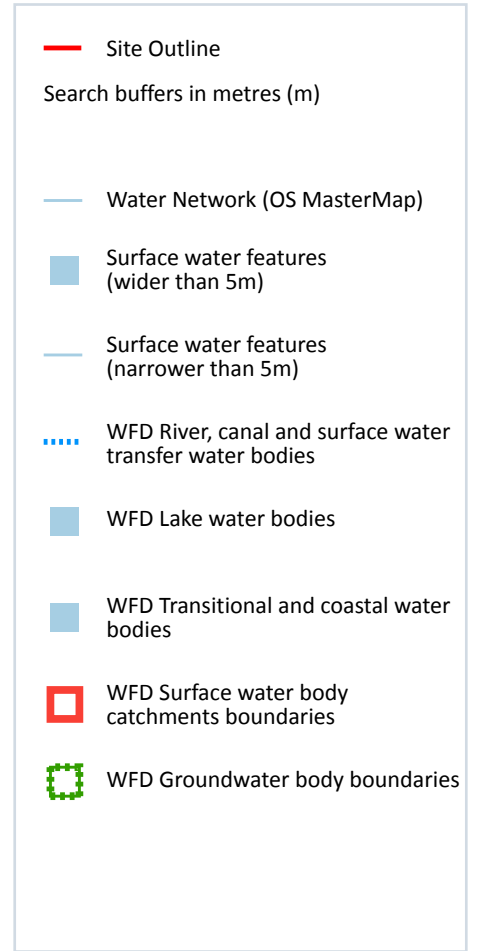 Site Outline
Search buffers in metres (m)
Water Network (OS MasterMap)
Surface water features
(wider than 5m)
Surface water features
(narrower than 5m)
WFD River, canal and surface water
transfer water bodies
WFD Lake water bodies
WFD Transitional and coastal water
bodies
WFD Surface water body
catchments boundaries
WFD Groundwater body boundaries